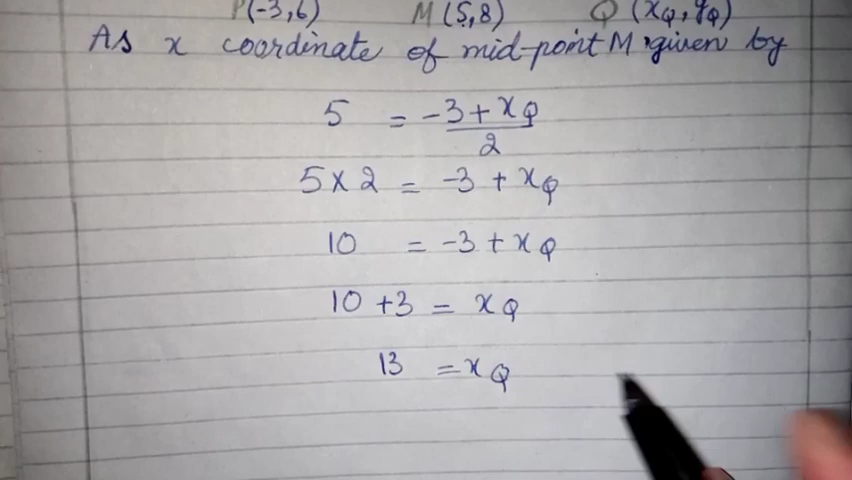 P(-3,6) M(5,8) Q(xQ, yQ)
As x coordinate of mid-point M given by
5 = -3 + xQ / 2
5 x 2 = -3 + xQ
10 = -3 + xQ
10 + 3 = xQ
13 = xQ